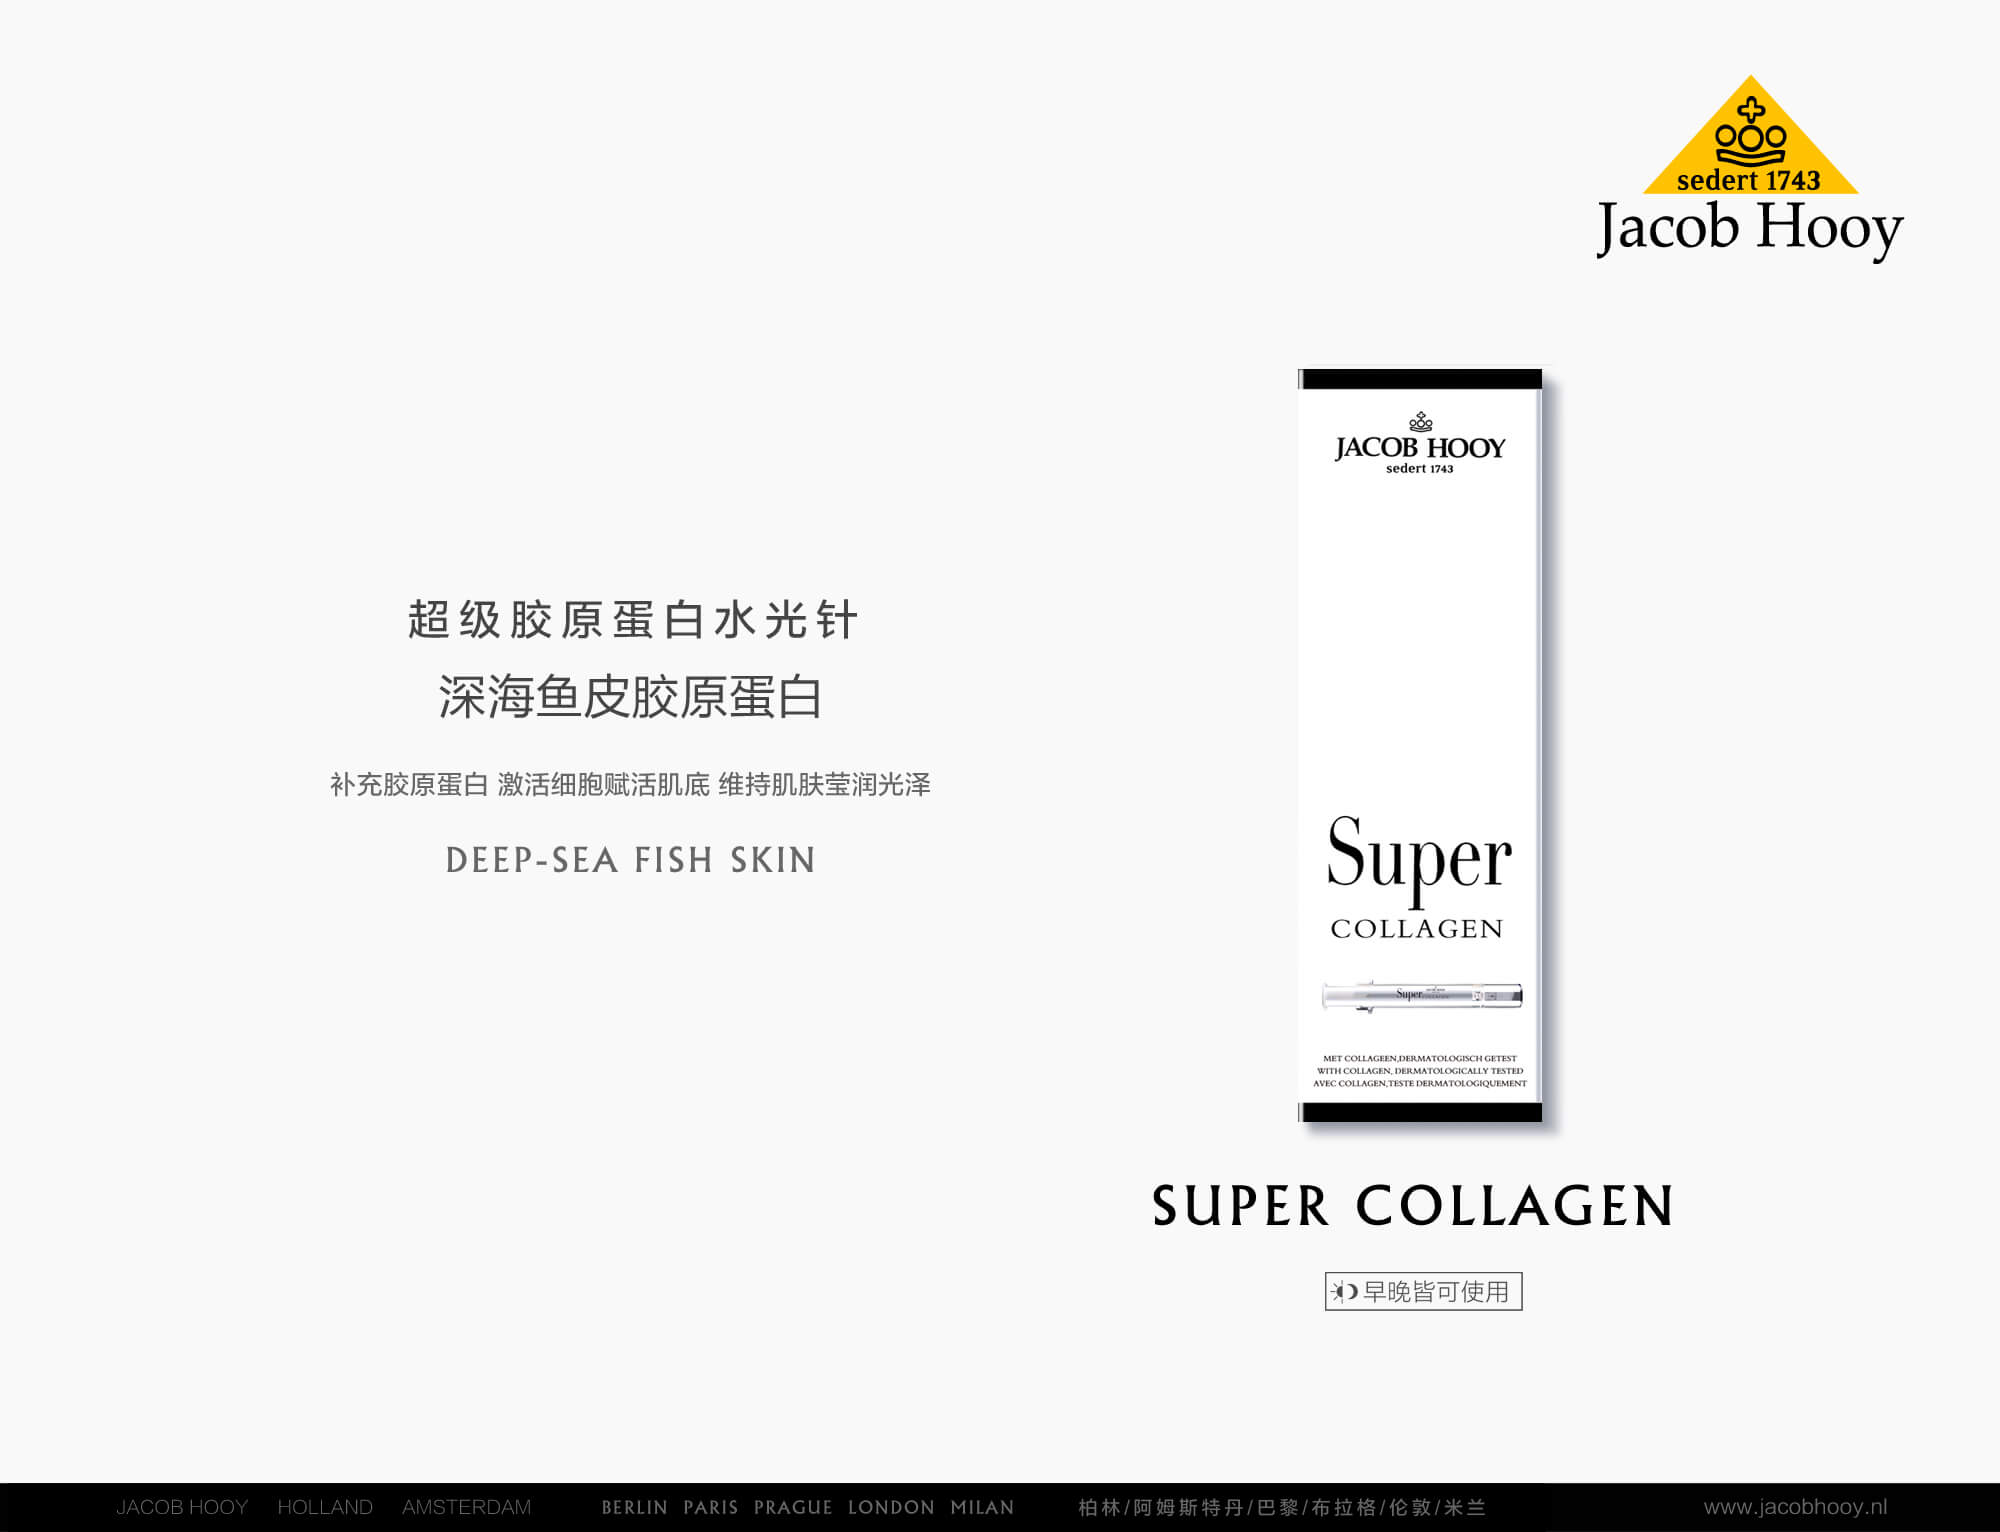 sedert 1743
Jacob Hooy
JACOB HOOY
sedert 1743
超级胶原蛋白水光针
深海鱼皮胶原蛋白
补充胶原蛋白 激活细胞赋活肌底 维持肌肤莹润光泽
DEEP-SEA FISH SKIN
Super
COLLAGEN
Super
MET COLLAGEEN,DERMATOLOGISCH GETEST
WITH COLLAGEN, DERMATOLOGICALLY TESTED
AVEC COLLAGEN,TESTE DERMATOLOGIQUEMENT
SUPER COLLAGEN
早晚皆可使用
JACOB HOOY HOLLAND AMSTERDAM BERLIN PARIS PRAGUE LONDON MILAN 柏林/阿姆斯特丹/巴黎/布拉格/伦敦/米兰 www.jacobhooy.nl